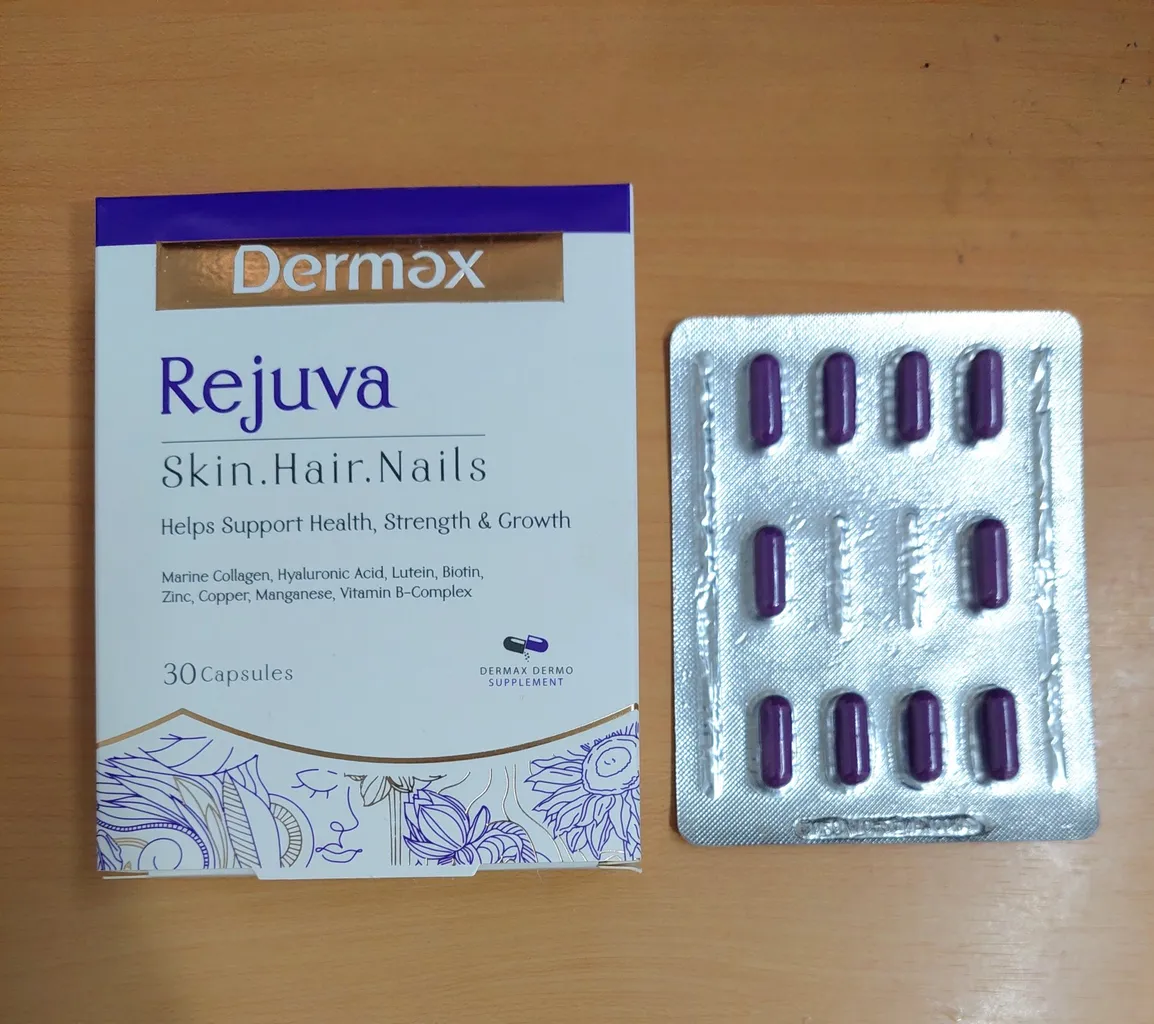 Dermax
Rejuva
Skin.Hair.Nails
Helps Support Health, Strength & Growth
Marine Collagen, Hyaluronic Acid, Lutein, Biotin,
Zinc, Copper, Manganese, Vitamin B-Complex
30 Capsules
DERMAX DERMO
SUPPLEMENT